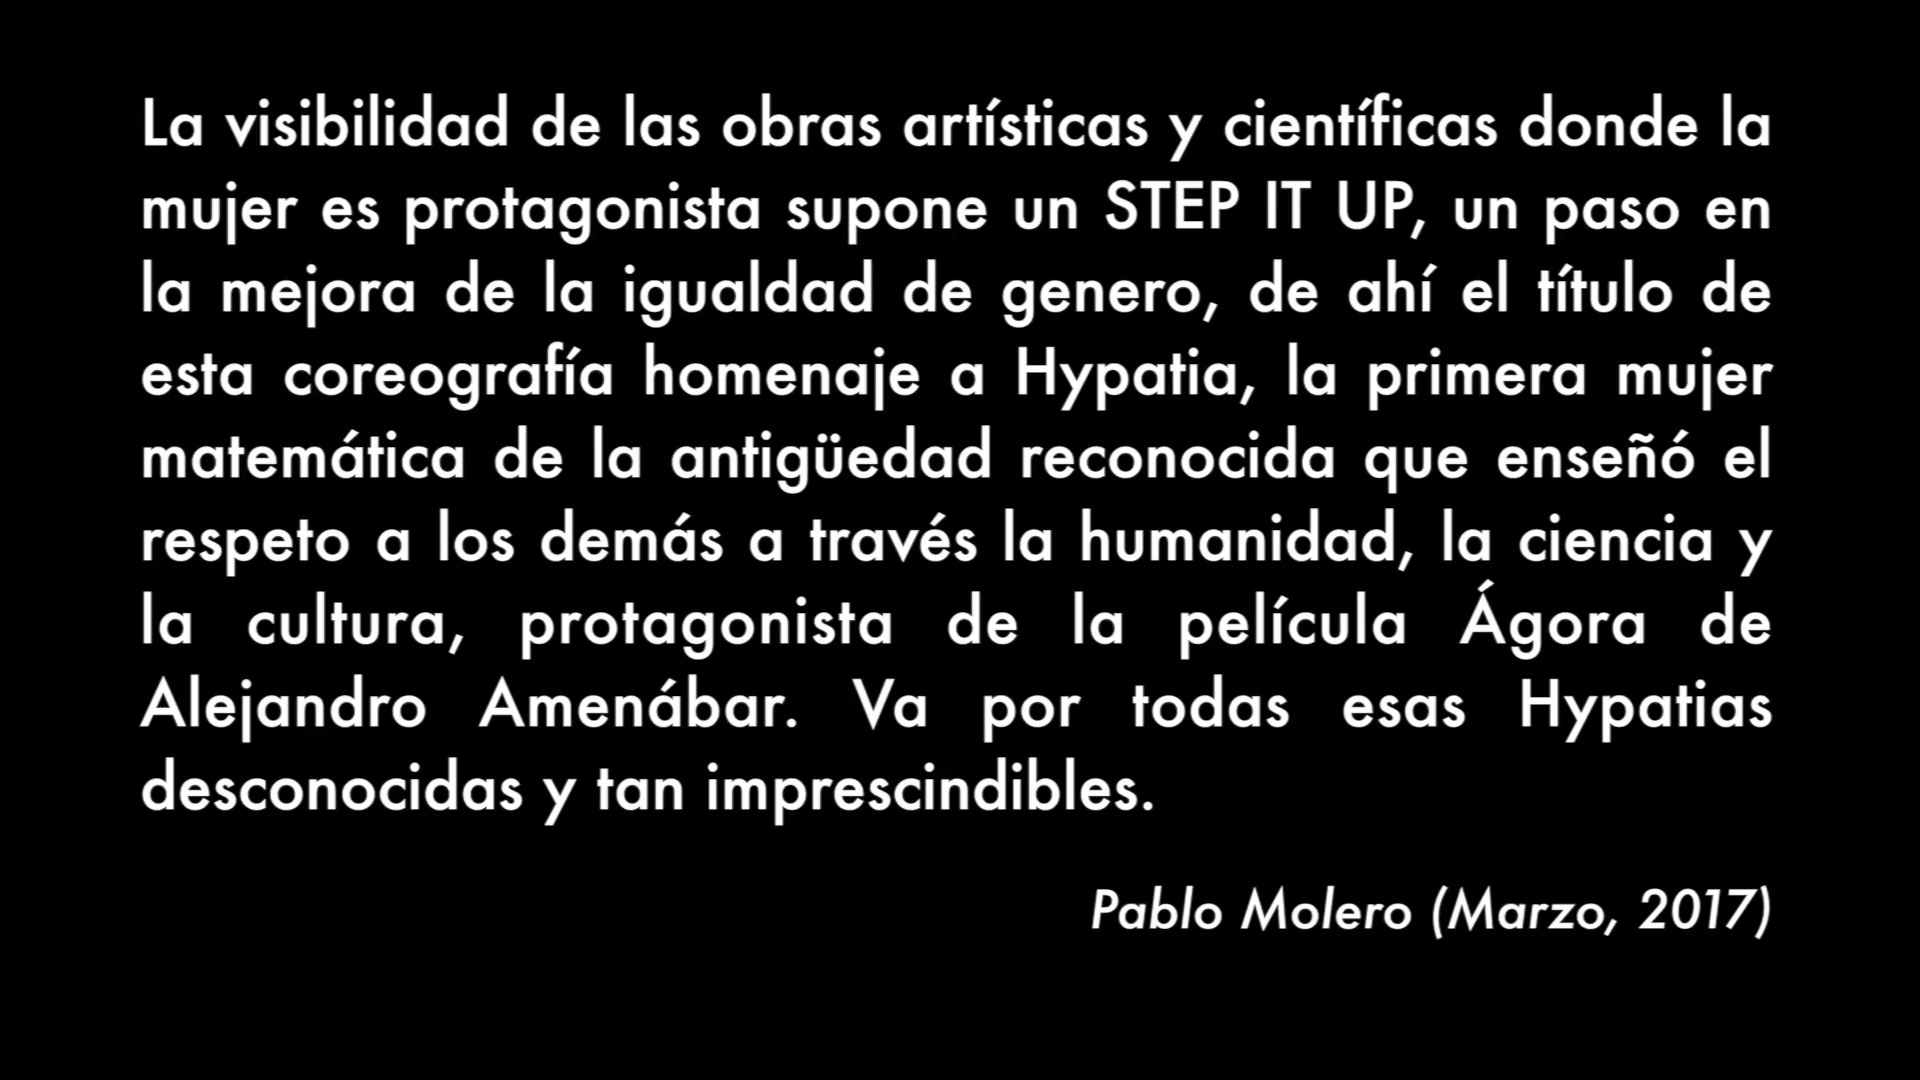 La visibilidad de las obras artísticas y científicas donde la
mujer es protagonista supone un STEP IT UP, un paso en
la mejora de la igualdad de genero, de ahí el título de
esta coreografía homenaje a Hypatia, la primera mujer
matemática de la antigüedad reconocida que enseñó el
respeto a los demás a través la humanidad, la ciencia y
la cultura, protagonista de la película Ágora de
Alejandro Amenábar. Va por todas esas Hypatias
desconocidas y tan imprescindibles.
Pablo Molero (Marzo, 2017)